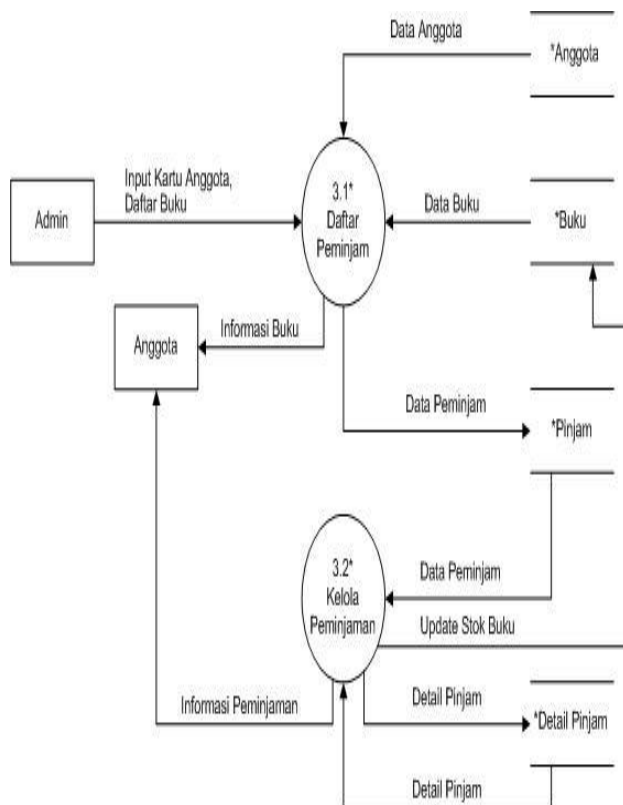 Data Anggota
*Anggota
Input Kartu Anggota,
Daftar Buku
Admin
3.1*
Daftar
Peminjam
Data Buku
*Buku
Informasi Buku
Anggota
Data Peminjam
*Pinjam
3.2*
Kelola
Peminjaman
Data Peminjam
Update Stok Buku
Informasi Peminjaman
Detail Pinjam
*Detail Pinjam
Detail Pinjam